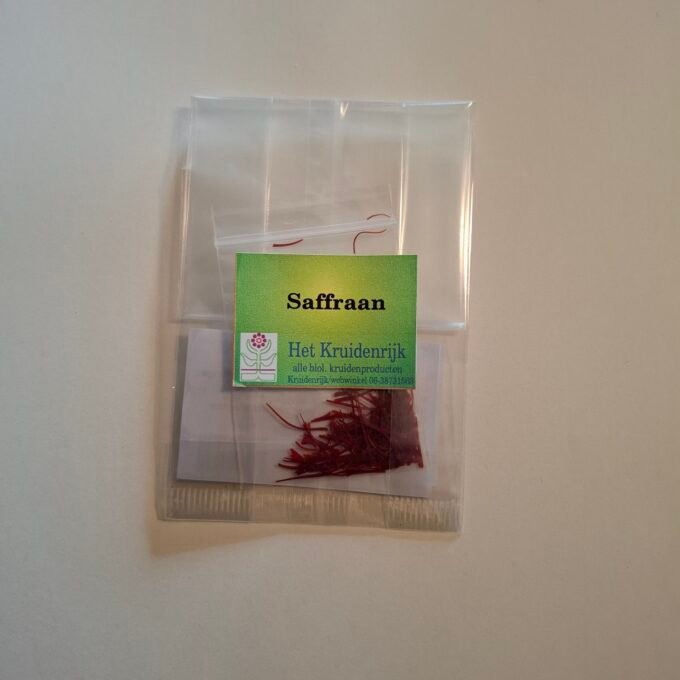 Saffraan
Het Kruidenrijk
alle biol. kruidenproducten
Kruidenrijk/webwinkel